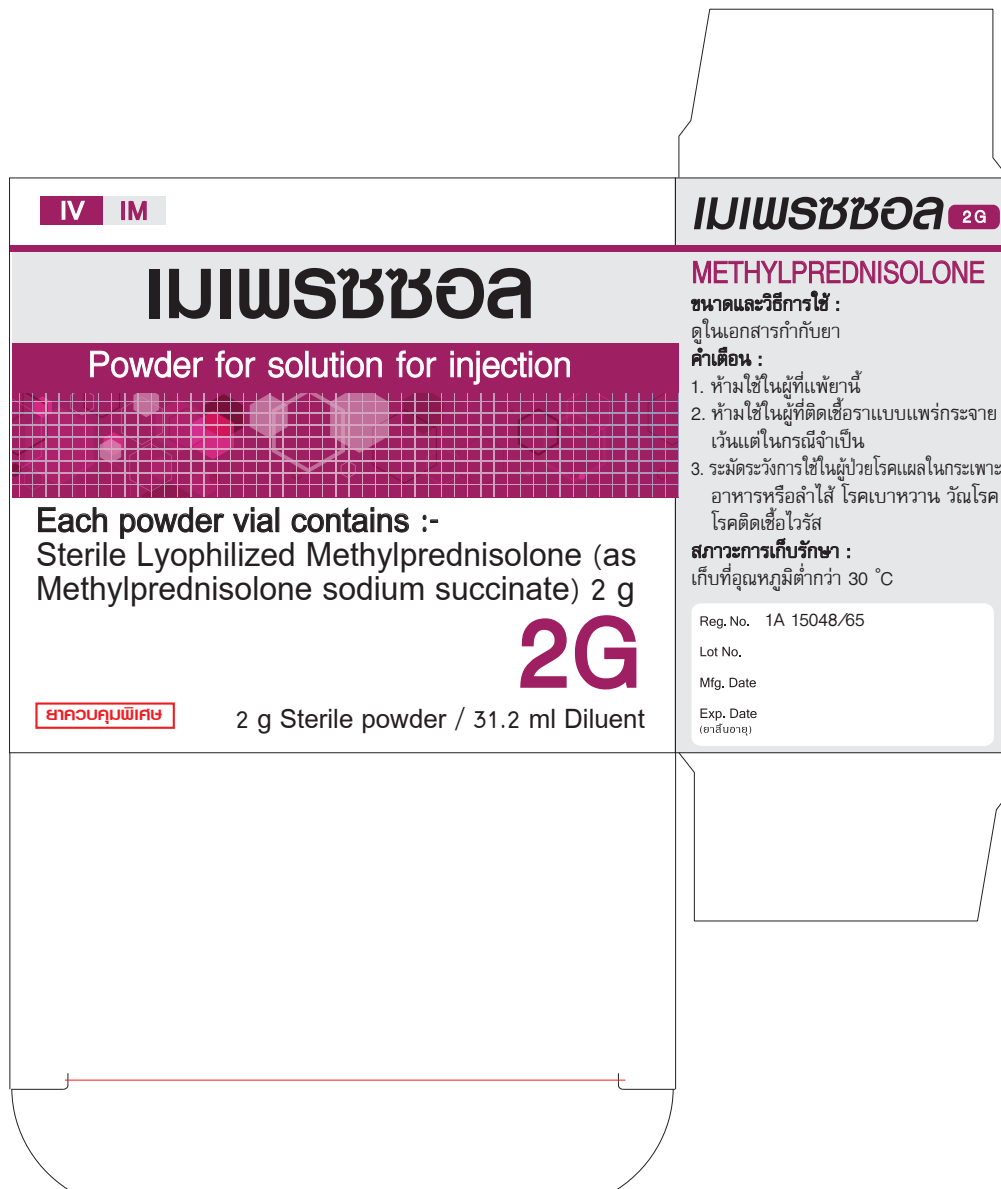 IV IM
เมเพรซซอล
Powder for solution for injection
Each powder vial contains :-
Sterile Lyophilized Methylprednisolone (as
Methylprednisolone sodium succinate) 2 g
2G
ยาควบคุมพิเศษ
2 g Sterile powder / 31.2 ml Diluent
เมเพรซซอล 2G
METHYLPREDNISOLONE
ขนาดและวิธีการใช้ :
ดูในเอกสารกำกับยา
คำเตือน :
1. ห้ามใช้ในผู้ที่แพ้ยานี้
2. ห้ามใช้ในผู้ที่ติดเชื้อราแบบแพร่กระจาย
เว้นแต่ในกรณีจำเป็น
3. ระมัดระวังการใช้ในผู้ป่วยโรคแผลในกระเพาะ
อาหารหรือลำไส้ โรคเบาหวาน วัณโรค
โรคติดเชื้อไวรัส
สภาวะการเก็บรักษา :
เก็บที่อุณหภูมิต่ำกว่า 30 °C
Reg. No. 1A 15048/65
Lot No.
Mfg. Date
Exp. Date
(ยาสิ้นอายุ)